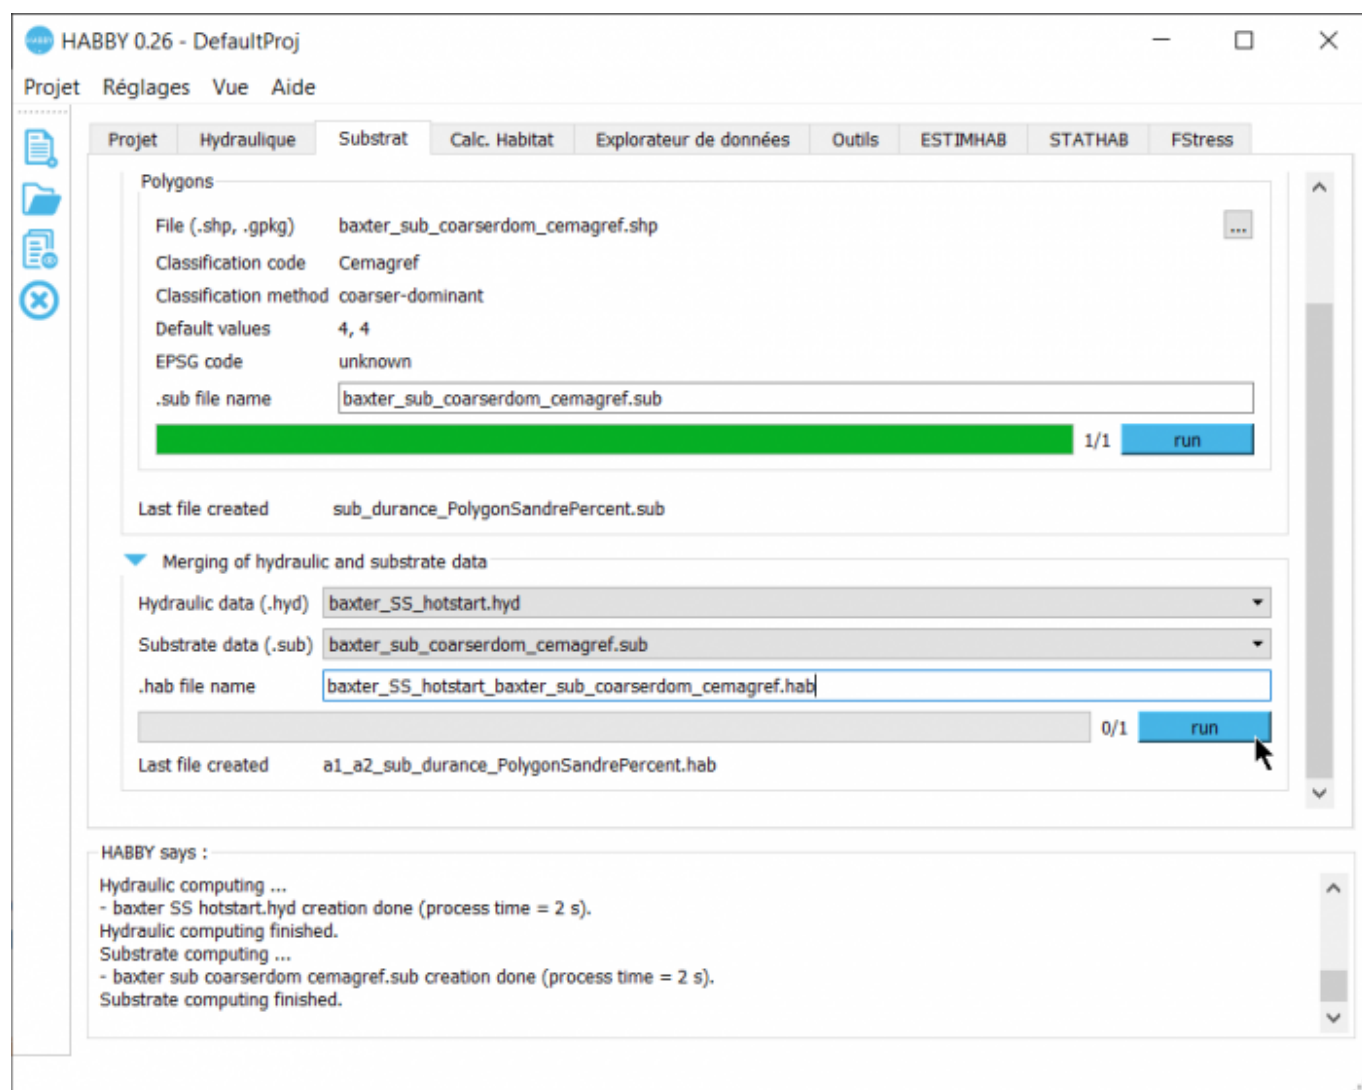 HABBY 0.26 - DefaultProj
Projet Réglages Vue Aide
Projet Hydraulique Substrat Calc. Habitat Explorateur de données Outils ESTIMHAB STATHAB FStress
Polygons
File (.shp, .gpkg) baxter_sub_coarserdom_cemagref.shp ...
Classification code Cemagref
Classification method coarser-dominant
Default values 4, 4
EPSG code unknown
.sub file name baxter_sub_coarserdom_cemagref.sub
1/1 run
Last file created sub_durance_PolygonSandrePercent.sub
Merging of hydraulic and substrate data
Hydraulic data (.hyd) baxter_SS_hotstart.hyd
Substrate data (.sub) baxter_sub_coarserdom_cemagref.sub
.hab file name baxter_SS_hotstart_baxter_sub_coarserdom_cemagref.hab
0/1 run
Last file created a1_a2_sub_durance_PolygonSandrePercent.hab
HABBY says :
Hydraulic computing ...
- baxter SS hotstart.hyd creation done (process time = 2 s).
Hydraulic computing finished.
Substrate computing ...
- baxter sub coarserdom cemagref.sub creation done (process time = 2 s).
Substrate computing finished.